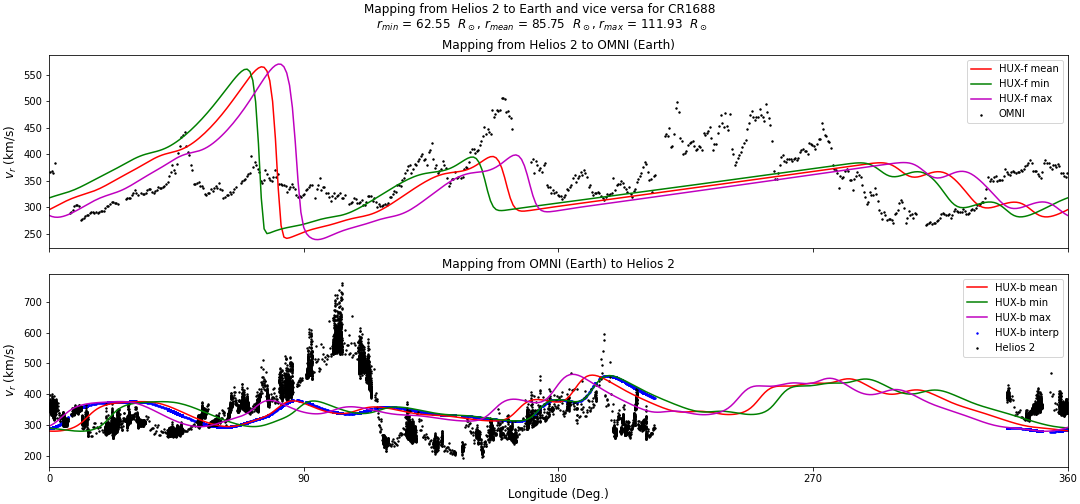 Mapping from Helios 2 to Earth and vice versa for CR1688
r_min = 62.55 R_⊙, r_mean = 85.75 R_⊙, r_max = 111.93 R_⊙
Mapping from Helios 2 to OMNI (Earth)
550
500
450
400
350
300
250
v_r (km/s)
HUX-f mean
HUX-f min
HUX-f max
OMNI
Mapping from OMNI (Earth) to Helios 2
700
600
500
400
300
200
v_r (km/s)
HUX-b mean
HUX-b min
HUX-b max
HUX-b interp
Helios 2
0 90 180 270 360
Longitude (Deg.)